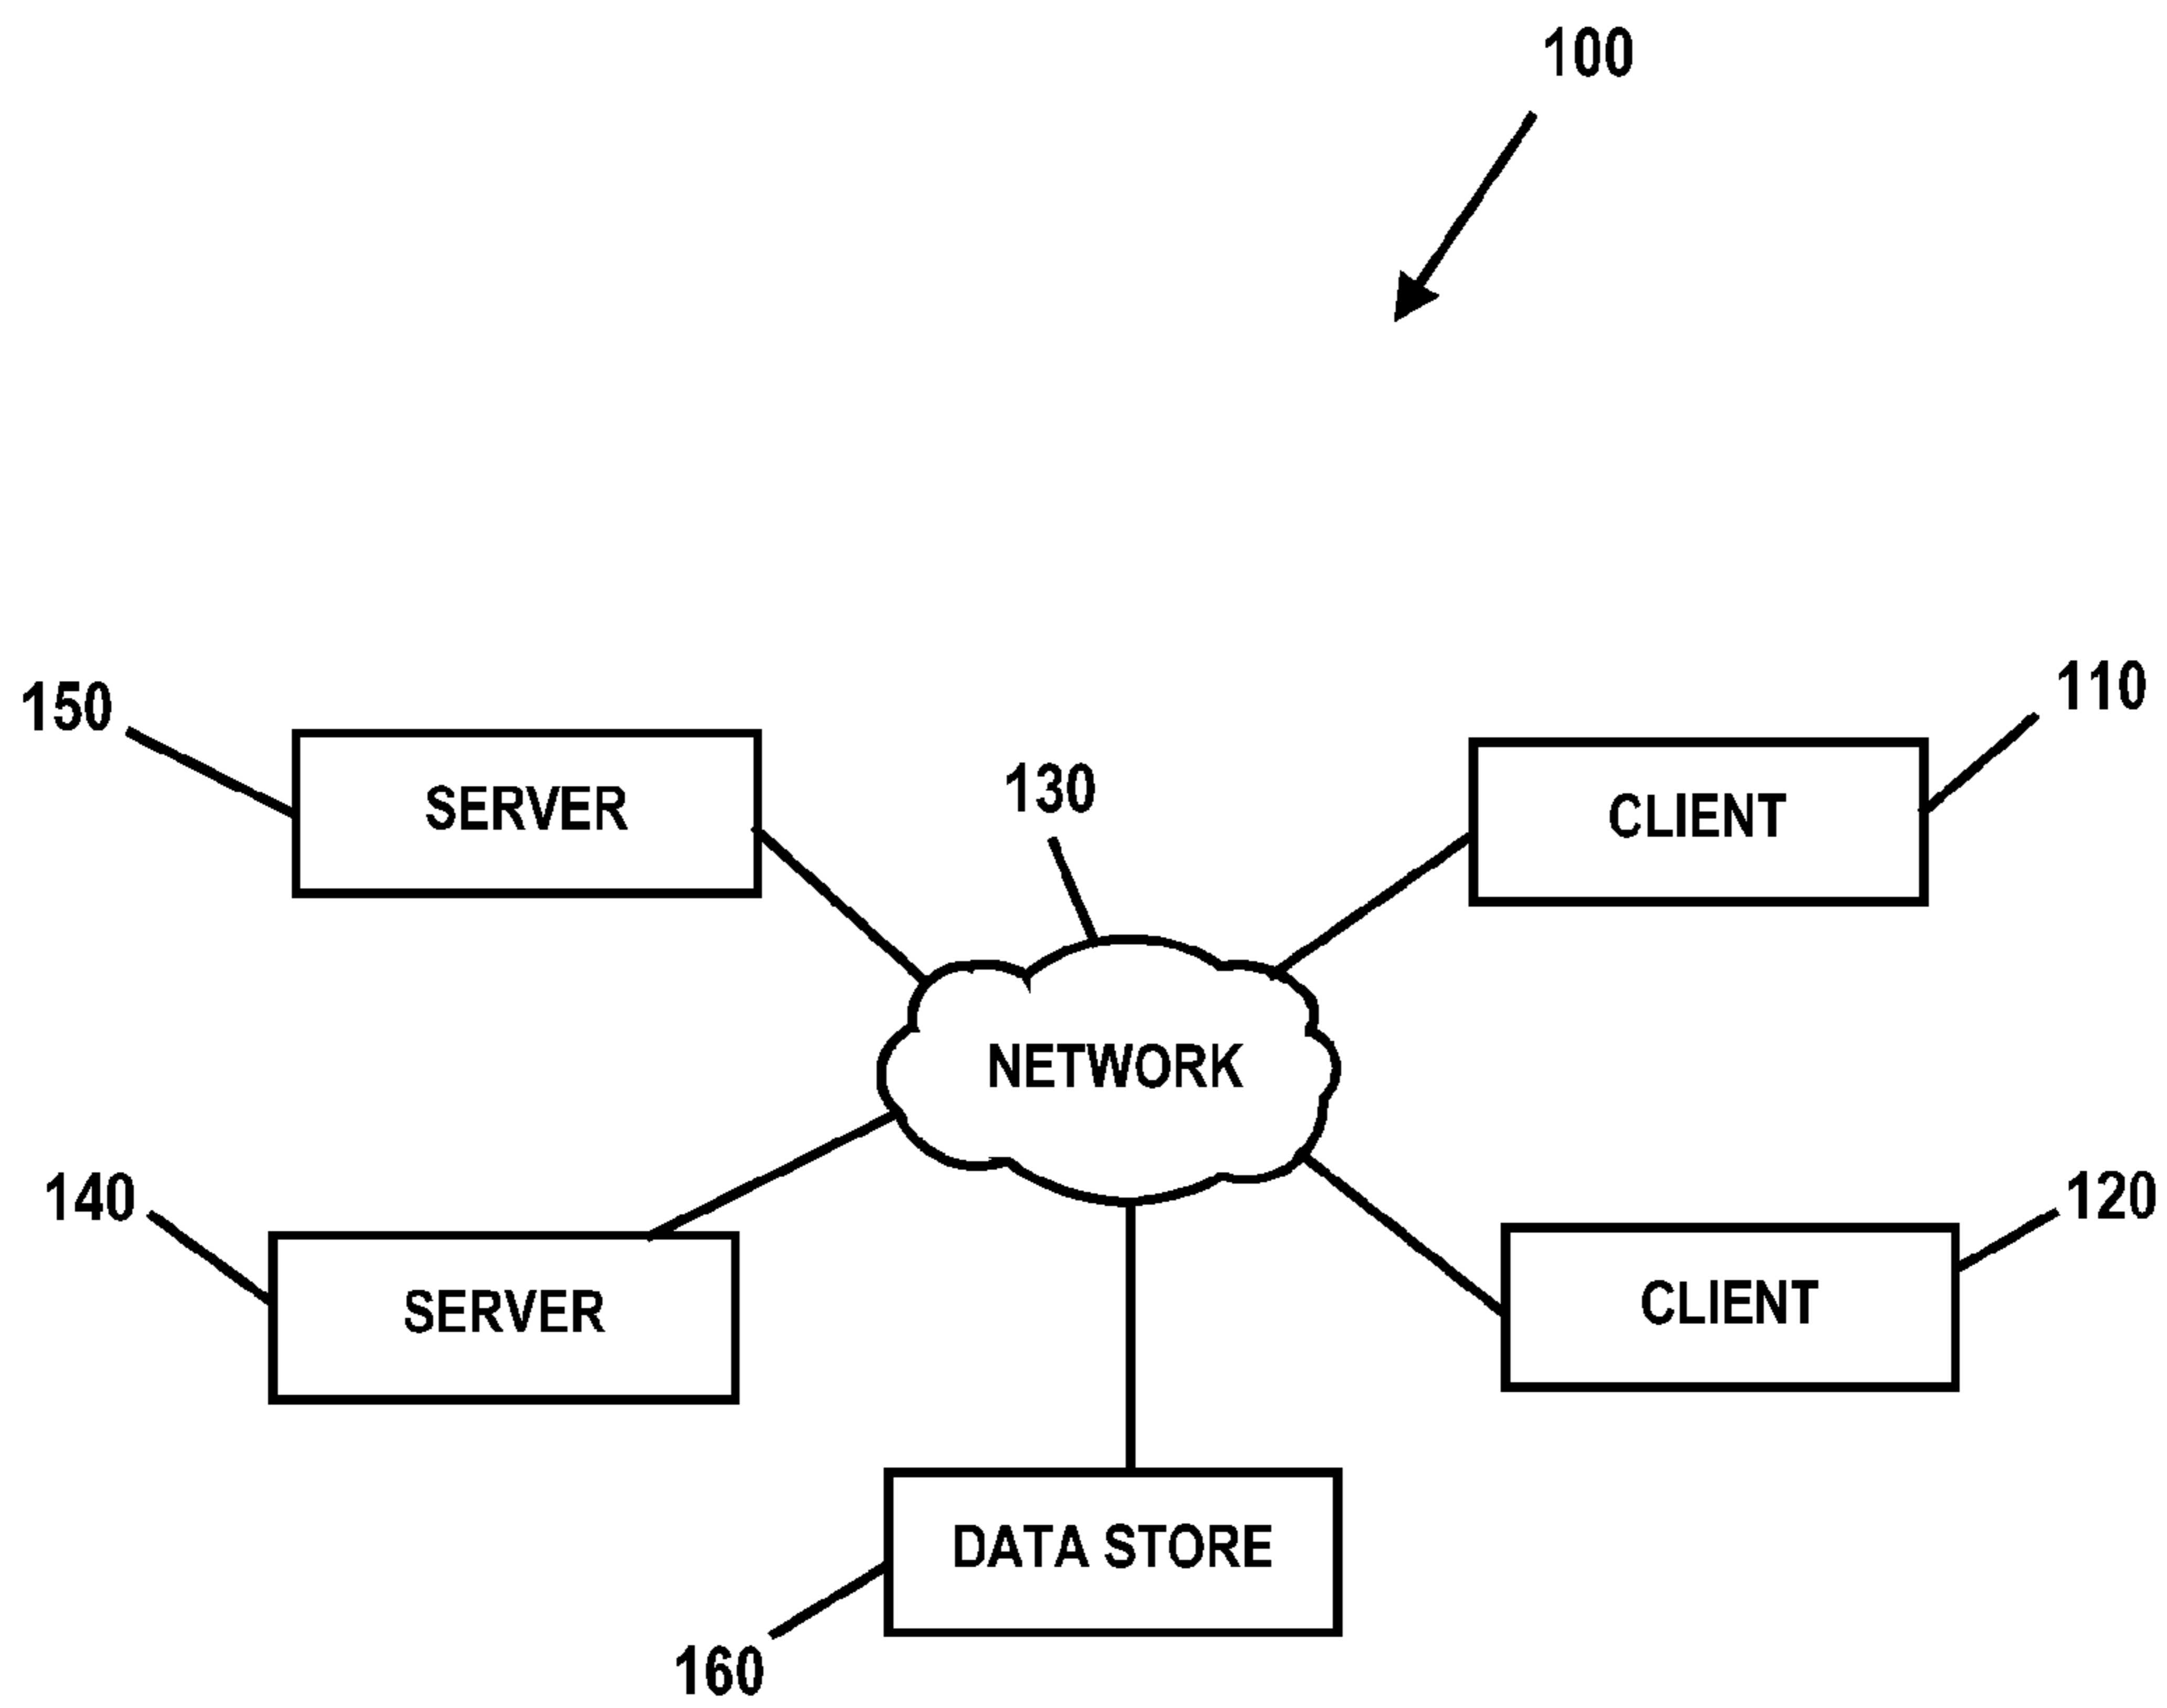 100
150
110
SERVER
130
CLIENT
NETWORK
140
120
SERVER
CLIENT
DATA STORE
160